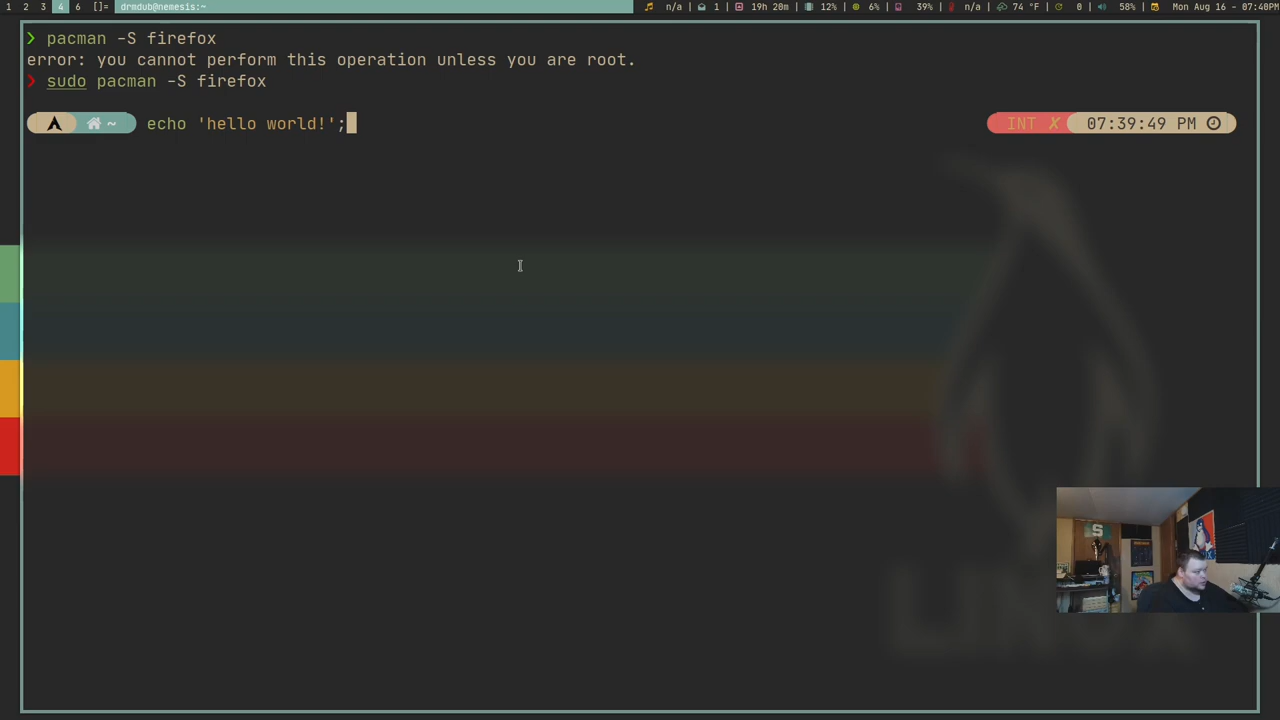 1 2 3 4 6 []= drmdub@nemesis:~ n/a | 1 | 19h 20m | 12% | 6% | 39% | n/a | 74 °F | 0 | 58% | Mon Aug 16 - 07:40PM
❯ pacman -S firefox
error: you cannot perform this operation unless you are root.
❯ sudo pacman -S firefox
~ echo 'hello world!'; INT ✘ 07:39:49 PM
S
LINUX